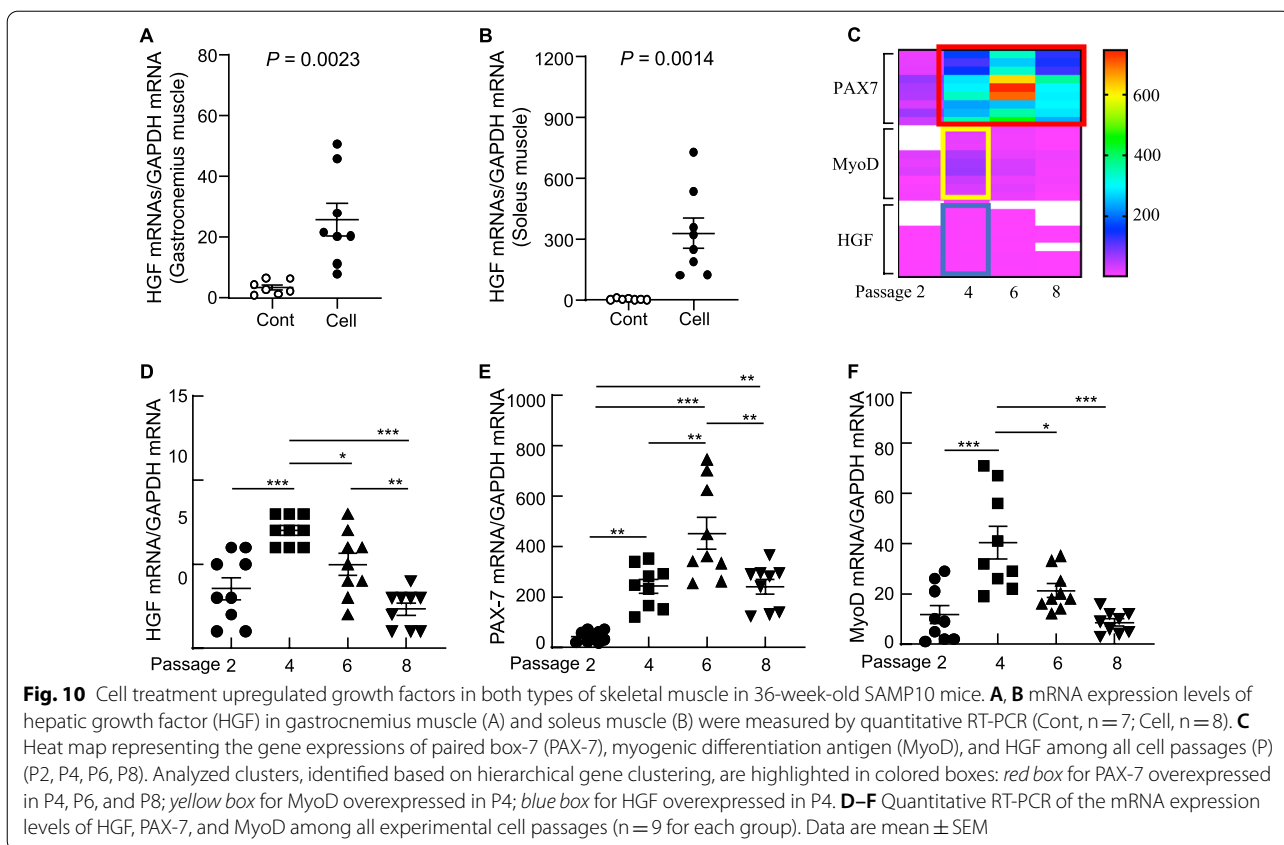 A
P = 0.0023
HGF mRNAs/GAPDH mRNA
(Gastrocnemius muscle)
80
60
40
20
0
Cont
Cell
B
P = 0.0014
HGF mRNAs/GAPDH mRNA
(Soleus muscle)
1200
900
600
300
0
Cont
Cell
C
PAX7
MyoD
HGF
Passage 2
4
6
8
600
400
200
D
HGF mRNA/GAPDH mRNA
15
10
5
0
***
*
***
**
Passage 2
4
6
8
E
PAX-7 mRNA/GAPDH mRNA
1000
800
600
400
200
0
**
***
**
**
**
Passage 2
4
6
8
F
MyoD mRNA/GAPDH mRNA
100
80
60
40
20
0
***
*
***
Passage 2
4
6
8
Fig. 10 Cell treatment upregulated growth factors in both types of skeletal muscle in 36-week-old SAMP10 mice. A, B mRNA expression levels of
hepatic growth factor (HGF) in gastrocnemius muscle (A) and soleus muscle (B) were measured by quantitative RT-PCR (Cont, n = 7; Cell, n = 8). C
Heat map representing the gene expressions of paired box-7 (PAX-7), myogenic differentiation antigen (MyoD), and HGF among all cell passages (P)
(P2, P4, P6, P8). Analyzed clusters, identified based on hierarchical gene clustering, are highlighted in colored boxes: red box for PAX-7 overexpressed
in P4, P6, and P8; yellow box for MyoD overexpressed in P4; blue box for HGF overexpressed in P4. D–F Quantitative RT-PCR of the mRNA expression
levels of HGF, PAX-7, and MyoD among all experimental cell passages (n = 9 for each group). Data are mean ± SEM